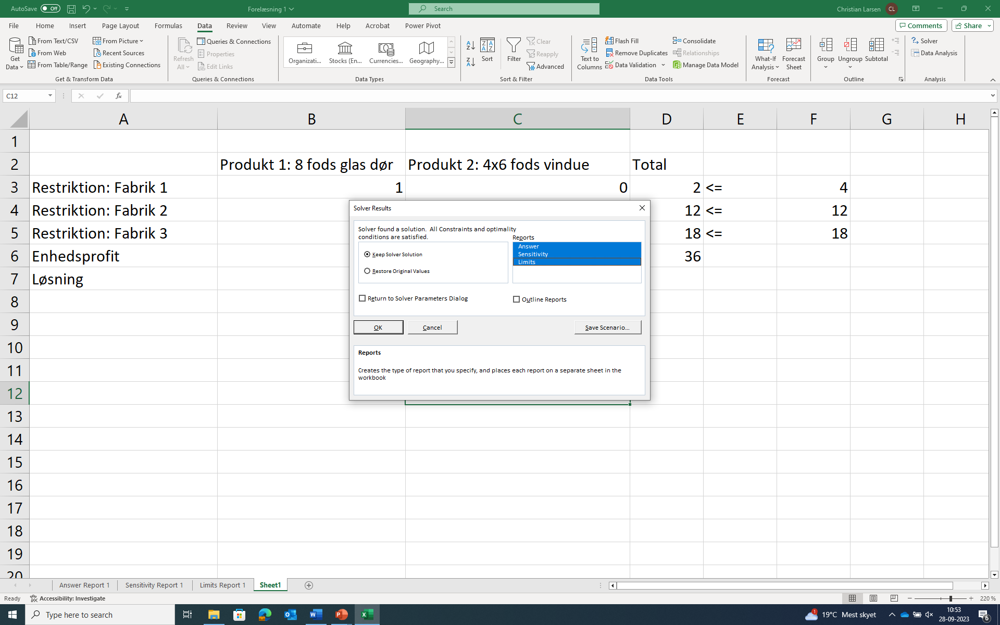 AutoSave Off Forelæsning 1 Search Christian Larsen CL
File Home Insert Page Layout Formulas Data Review View Automate Help Acrobat Power Pivot Comments Share
Get Data From Text/CSV From Web From Table/Range From Picture Recent Sources Existing Connections
Get & Transform Data
Refresh All Queries & Connections Properties Edit Links
Queries & Connections
Organizati... Stocks (En... Currencies... Geography...
Data Types
Sort Filter Clear Reapply Advanced
Sort & Filter
Text to Columns Flash Fill Remove Duplicates Data Validation Consolidate Relationships Manage Data Model
Data Tools
What-If Analysis Forecast Sheet
Forecast
Group Ungroup Subtotal
Outline
Solver Data Analysis
Analysis
C12 fx
A B C D E F G H
1
2 Produkt 1: 8 fods glas dør Produkt 2: 4x6 fods vindue Total
3 Restriktion: Fabrik 1 1 0 2 <= 4
4 Restriktion: Fabrik 2 12 <= 12
5 Restriktion: Fabrik 3 18 <= 18
6 Enhedsprofit 36
7 Løsning
8
9
10
11
12
13
14
15
16
17
18
19
20
Solver Results
Solver found a solution. All Constraints and optimality
conditions are satisfied.
Reports
Answer
Sensitivity
Limits
Keep Solver Solution
Restore Original Values
Return to Solver Parameters Dialog Outline Reports
OK Cancel Save Scenario...
Reports
Creates the type of report that you specify, and places each report on a separate sheet in the
workbook
Answer Report 1 Sensitivity Report 1 Limits Report 1 Sheet1
Ready Accessibility: Investigate 220 %
Type here to search 1 19°C Mest skyet 10:53
28-09-2023 6